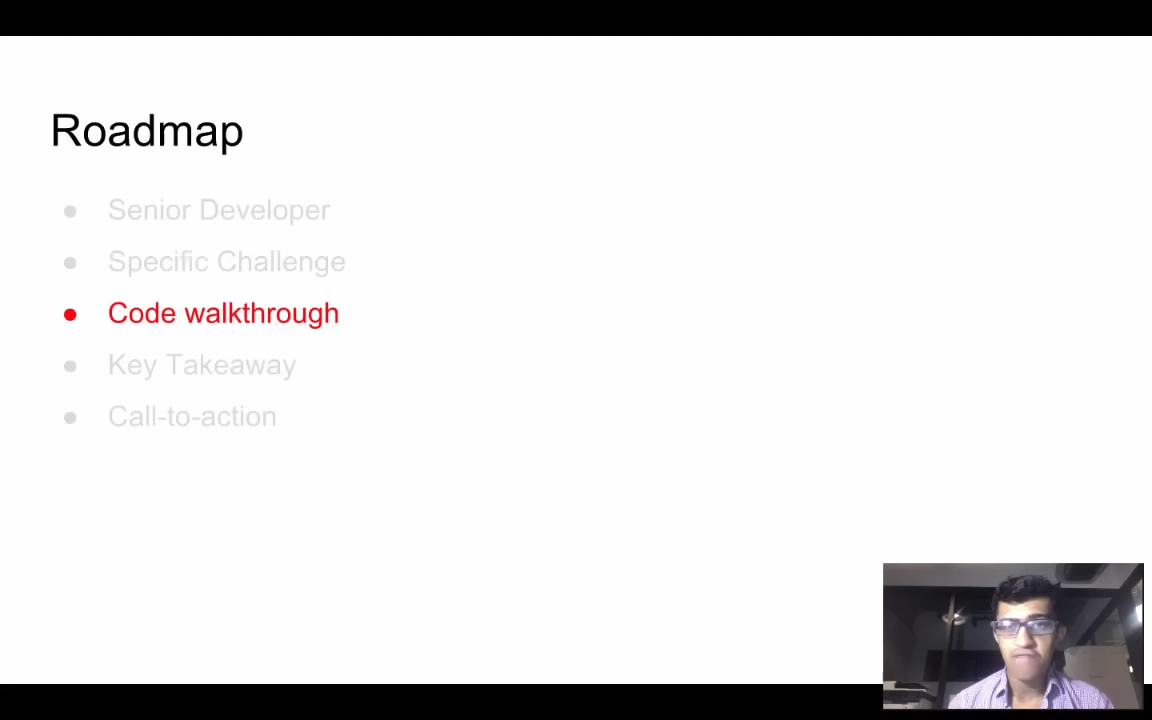 Roadmap
Senior Developer
Specific Challenge
Code walkthrough
Key Takeaway
Call-to-action